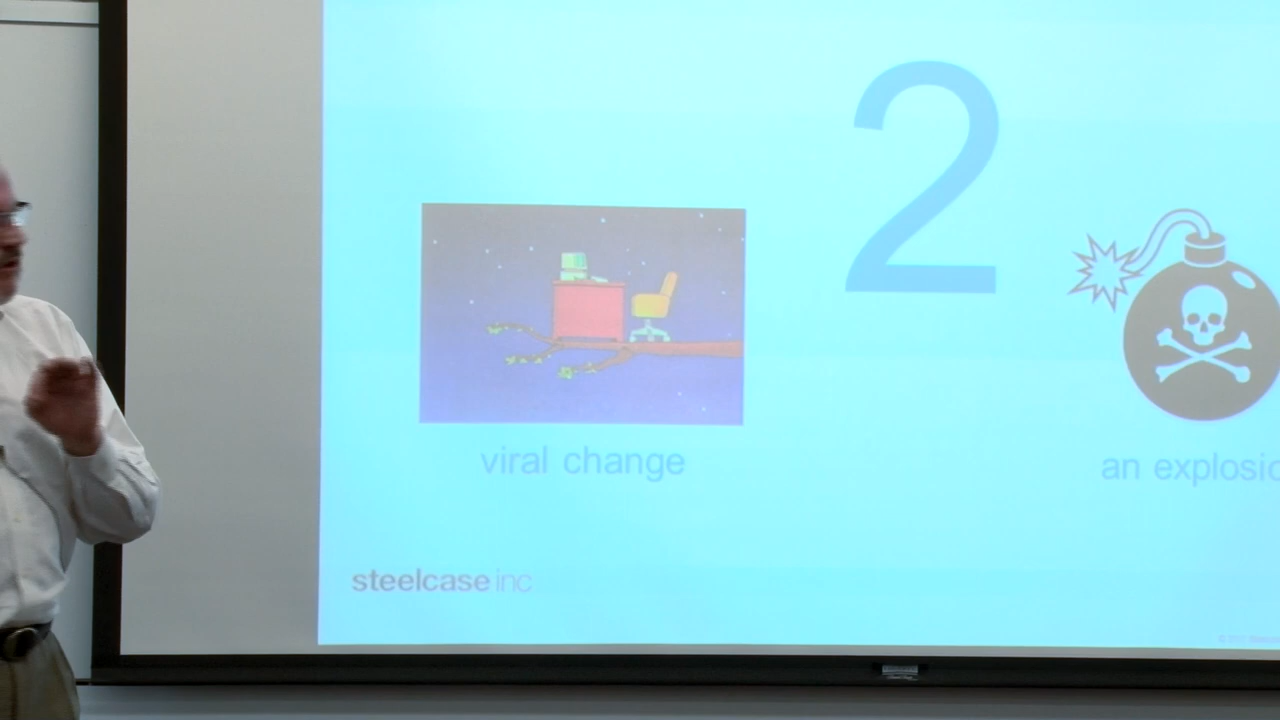 2
viral change
an explosio
steelcase inc